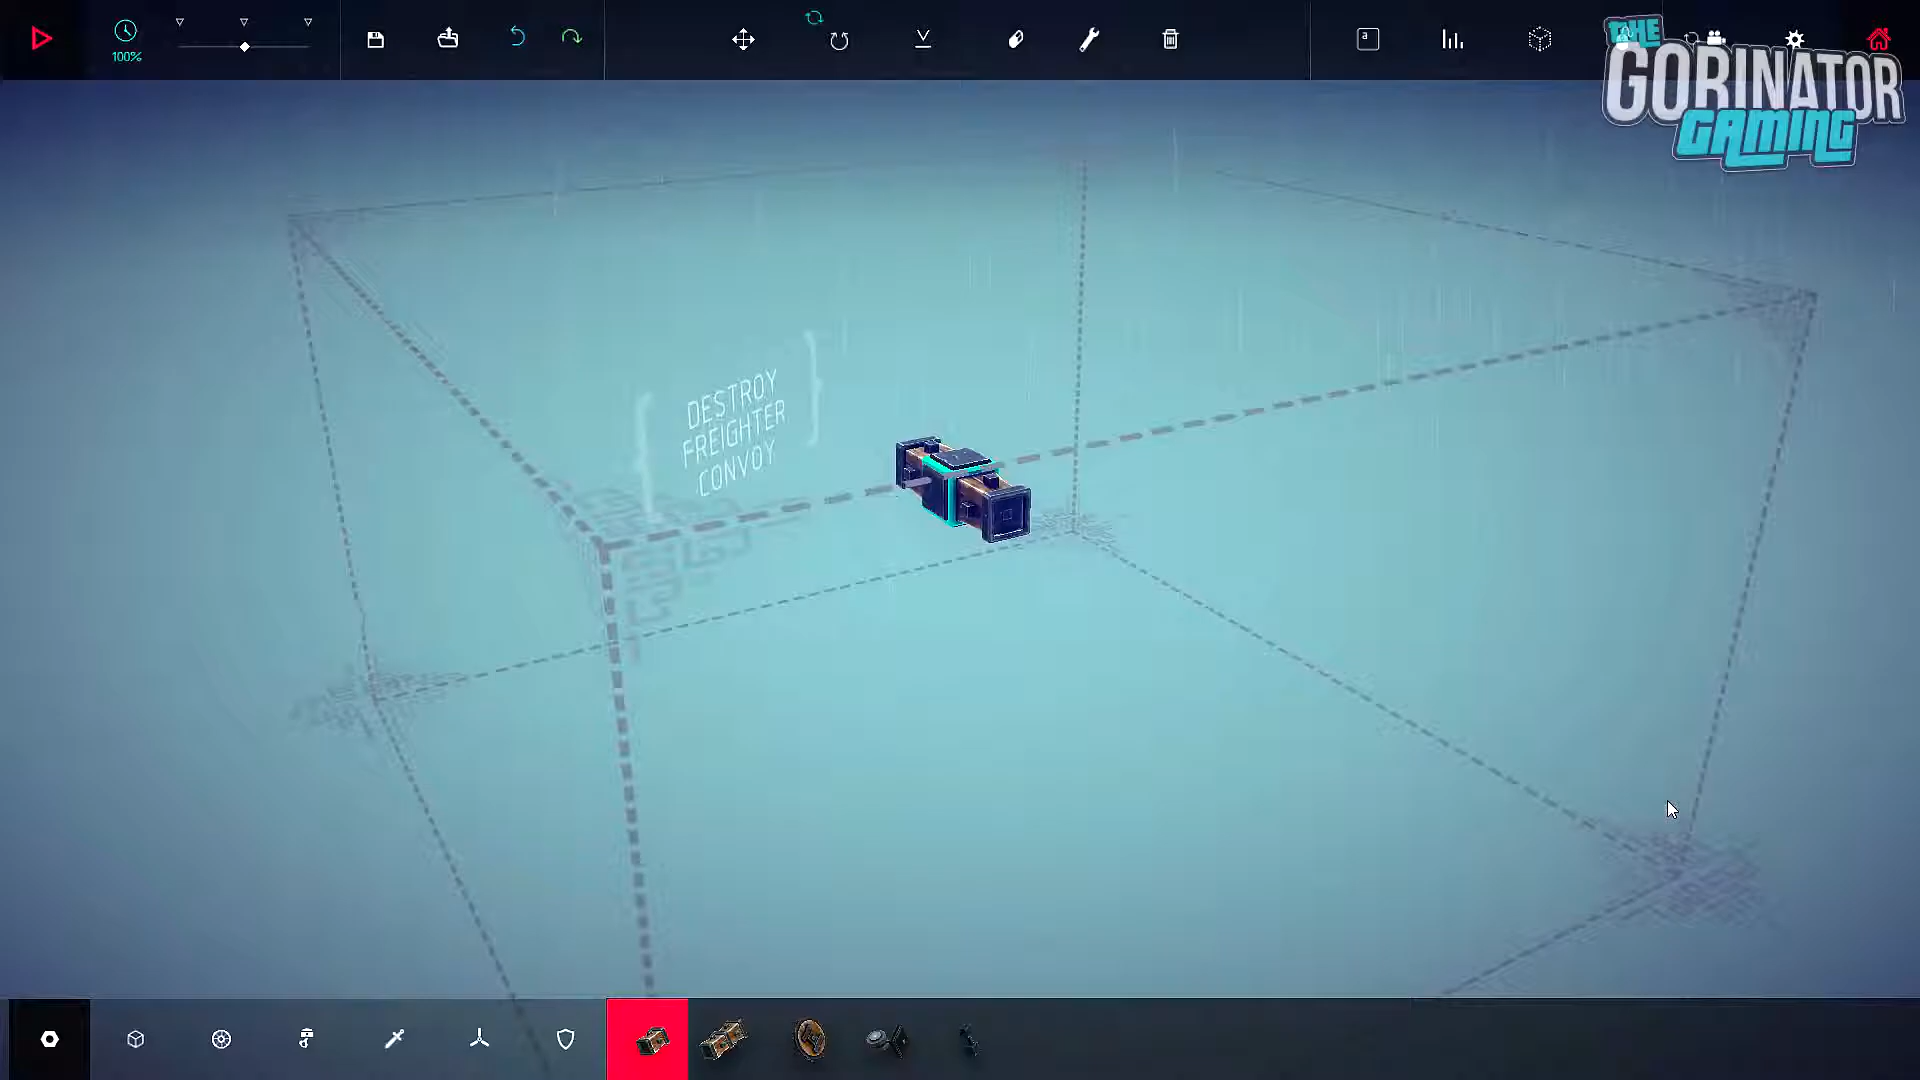 100%
a
THE
GORINATOR
GAMING
DESTROY
FREIGHTER
CONVOY